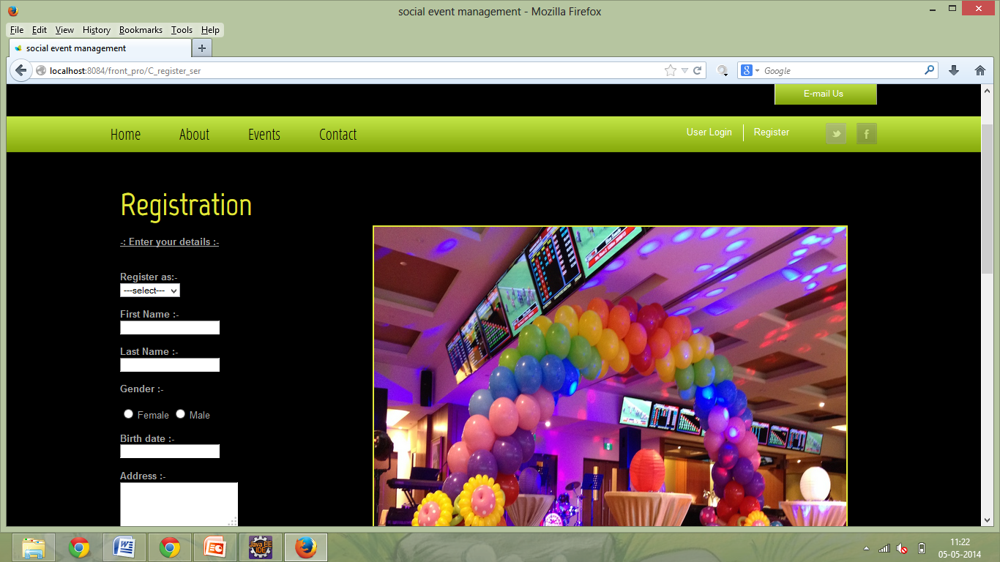 social event management - Mozilla Firefox
File Edit View History Bookmarks Tools Help
social event management
localhost:8084/front_pro/C_register_ser
Google
E-mail Us
Home About Events Contact
User Login Register
Registration
-: Enter your details :-
Register as:-
---select---
First Name :-
Last Name :-
Gender :-
Female Male
Birth date :-
Address :-
Java EE
IDE
11:22
05-05-2014